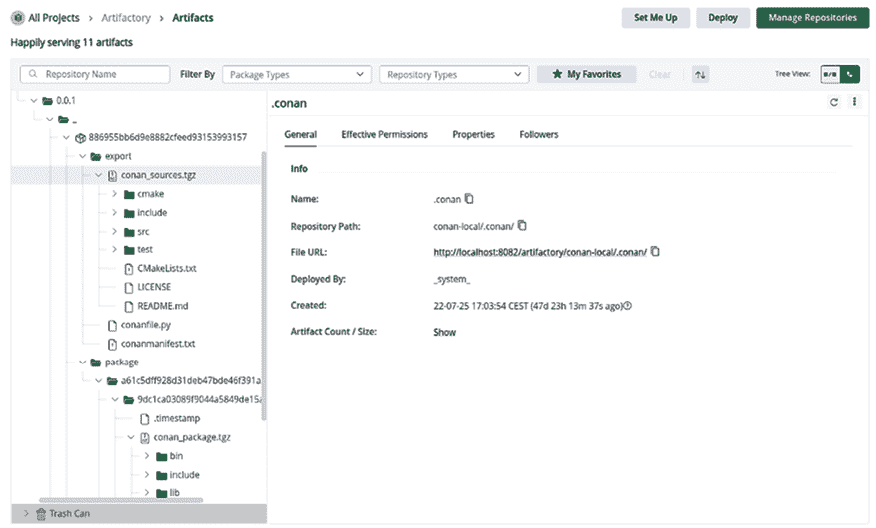 All Projects > Artifactory > Artifacts
Set Me Up
Deploy
Manage Repositories
Happily serving 11 artifacts
Repository Name
Filter By
Package Types
Repository Types
My Favorites
Clear
Tree View:
0.0.1
_
886955bb6d9e8882cfeed93153993157
export
conan_sources.tgz
cmake
include
src
test
CMakeLists.txt
LICENSE
README.md
conanfile.py
conanmanifest.txt
package
a61c5dff928d31deb47bde46f391a
9dc1ca03089f9044a5849de15a
.timestamp
conan_package.tgz
bin
include
lib
Trash Can
.conan
General
Effective Permissions
Properties
Followers
Info
Name: .conan
Repository Path: conan-local/.conan/
File URL: http://localhost:8082/artifactory/conan-local/.conan/
Deployed By: _system_
Created: 22-07-25 17:03:54 CEST (47d 23h 13m 37s ago)
Artifact Count / Size: Show